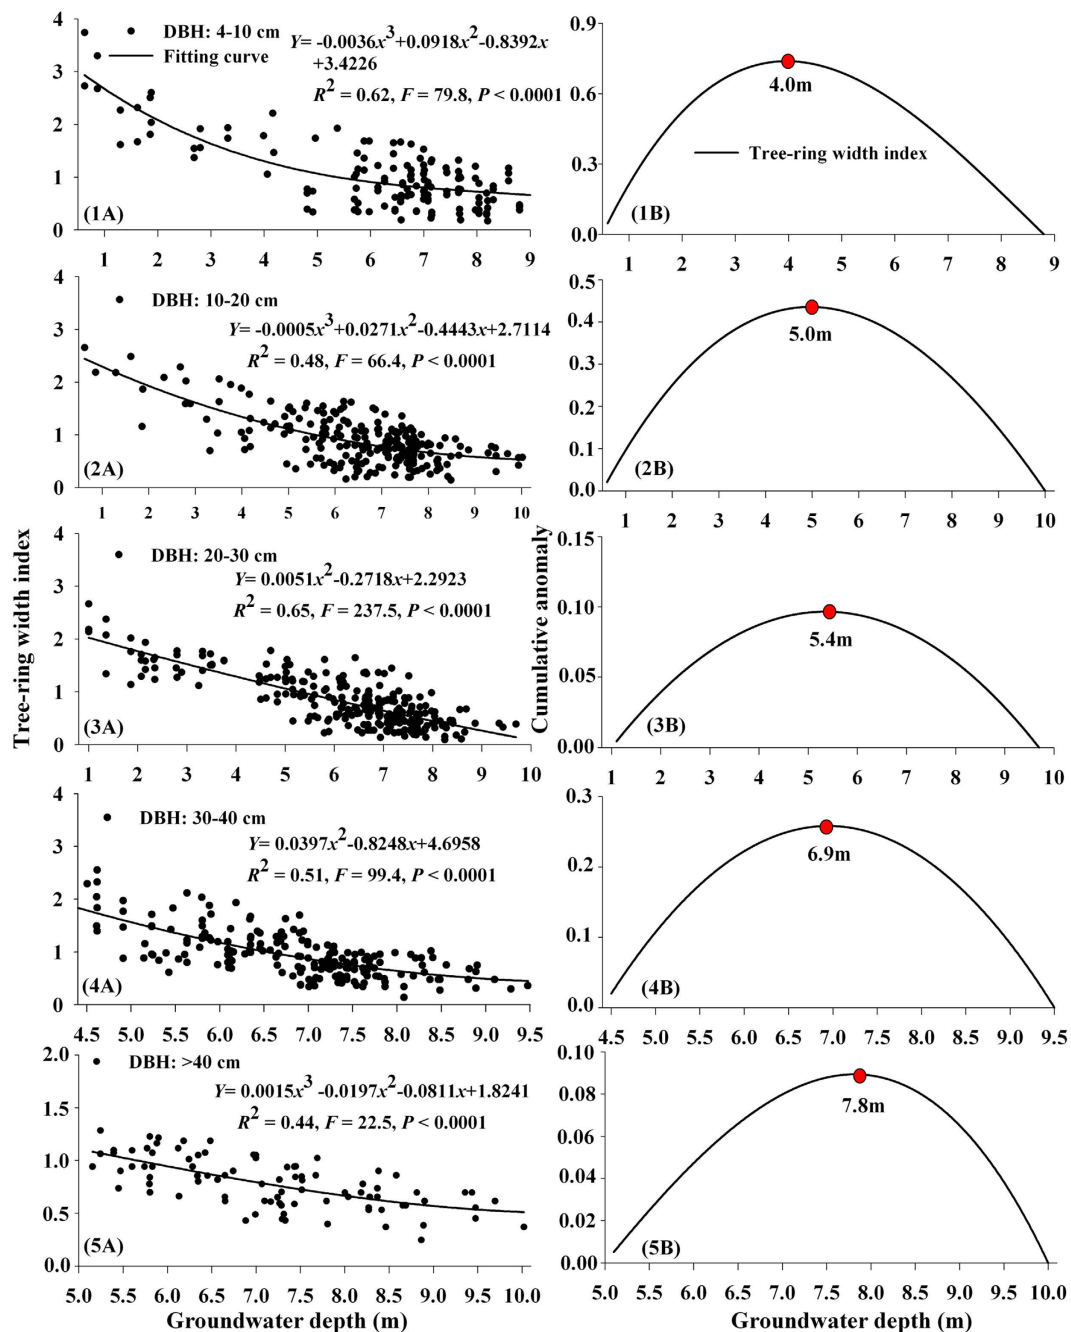 DBH: 4-10 cm
Fitting curve
Y= -0.0036x³+0.0918x²-0.8392x
+3.4226
R² = 0.62, F = 79.8, P < 0.0001
4
3
2
1
0
(1A)
1 2 3 4 5 6 7 8 9
0.9
0.6
0.3
0.0
4.0m
Tree-ring width index
(1B)
1 2 3 4 5 6 7 8 9
DBH: 10-20 cm
Y= -0.0005x³+0.0271x²-0.4443x+2.7114
R² = 0.48, F = 66.4, P < 0.0001
4
3
2
1
0
(2A)
1 2 3 4 5 6 7 8 9 10
0.5
0.4
0.3
0.2
0.1
0.0
5.0m
(2B)
1 2 3 4 5 6 7 8 9 10
Tree-ring width index
DBH: 20-30 cm
Y= 0.0051x²-0.2718x+2.2923
R² = 0.65, F = 237.5, P < 0.0001
4
3
2
1
0
(3A)
1 2 3 4 5 6 7 8 9 10
Cumulative anomaly
0.15
0.10
0.05
0.00
5.4m
(3B)
1 2 3 4 5 6 7 8 9 10
DBH: 30-40 cm
Y= 0.0397x²-0.8248x+4.6958
R² = 0.51, F = 99.4, P < 0.0001
4
3
2
1
0
(4A)
4.5 5.0 5.5 6.0 6.5 7.0 7.5 8.0 8.5 9.0 9.5
0.3
0.2
0.1
0.0
6.9m
(4B)
4.5 5.0 5.5 6.0 6.5 7.0 7.5 8.0 8.5 9.0 9.5
DBH: >40 cm
Y= 0.0015x³ -0.0197x²-0.0811x+1.8241
R² = 0.44, F = 22.5, P < 0.0001
2.0
1.5
1.0
0.5
0.0
(5A)
5.0 5.5 6.0 6.5 7.0 7.5 8.0 8.5 9.0 9.5 10.0
Groundwater depth (m)
0.10
0.08
0.06
0.04
0.02
0.00
7.8m
(5B)
5.0 5.5 6.0 6.5 7.0 7.5 8.0 8.5 9.0 9.5 10.0
Groundwater depth (m)